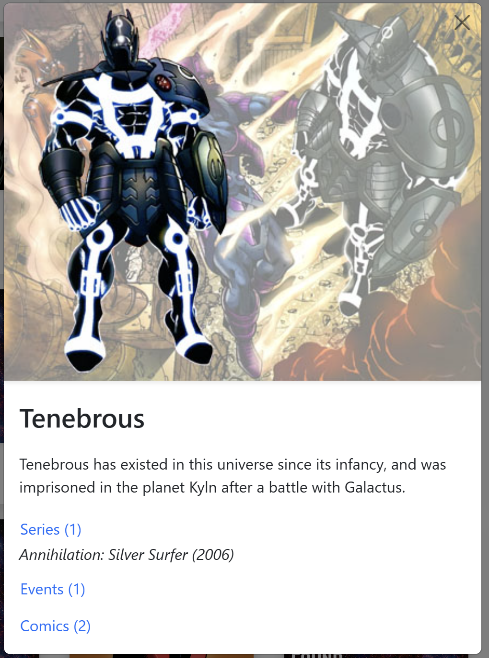 Tenebrous
Tenebrous has existed in this universe since its infancy, and was
imprisoned in the planet Kyln after a battle with Galactus.
Series (1)
Annihilation: Silver Surfer (2006)
Events (1)
Comics (2)